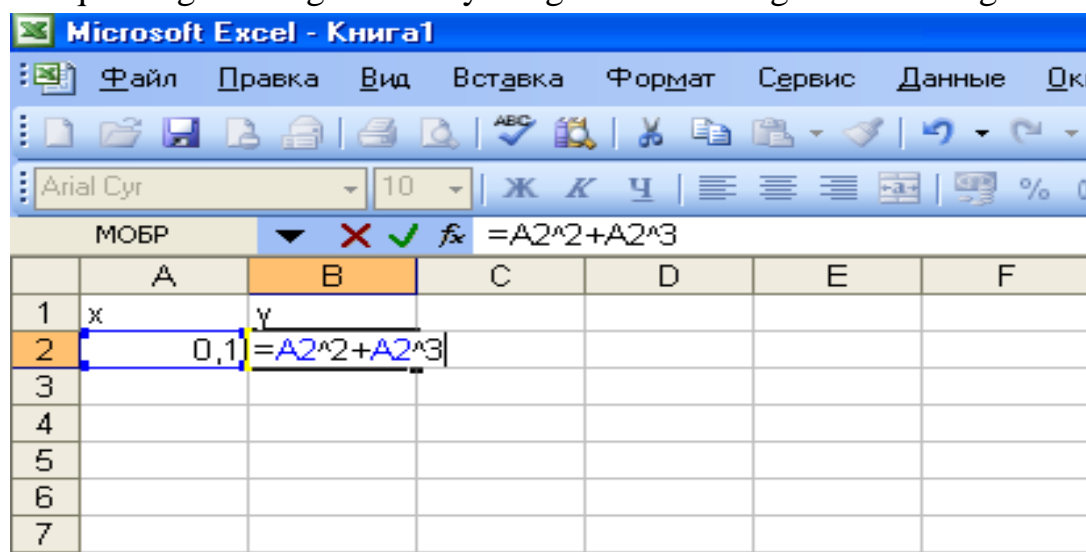 Microsoft Excel - Книга1
Файл Правка Вид Вставка Формат Сервис Данные
Arial Cyr 10 Ж К Ч %
МОБР fx =A2^2+A2^3
A B C D E F
1 x y
2 0,1 =A2^2+A2^3
3
4
5
6
7